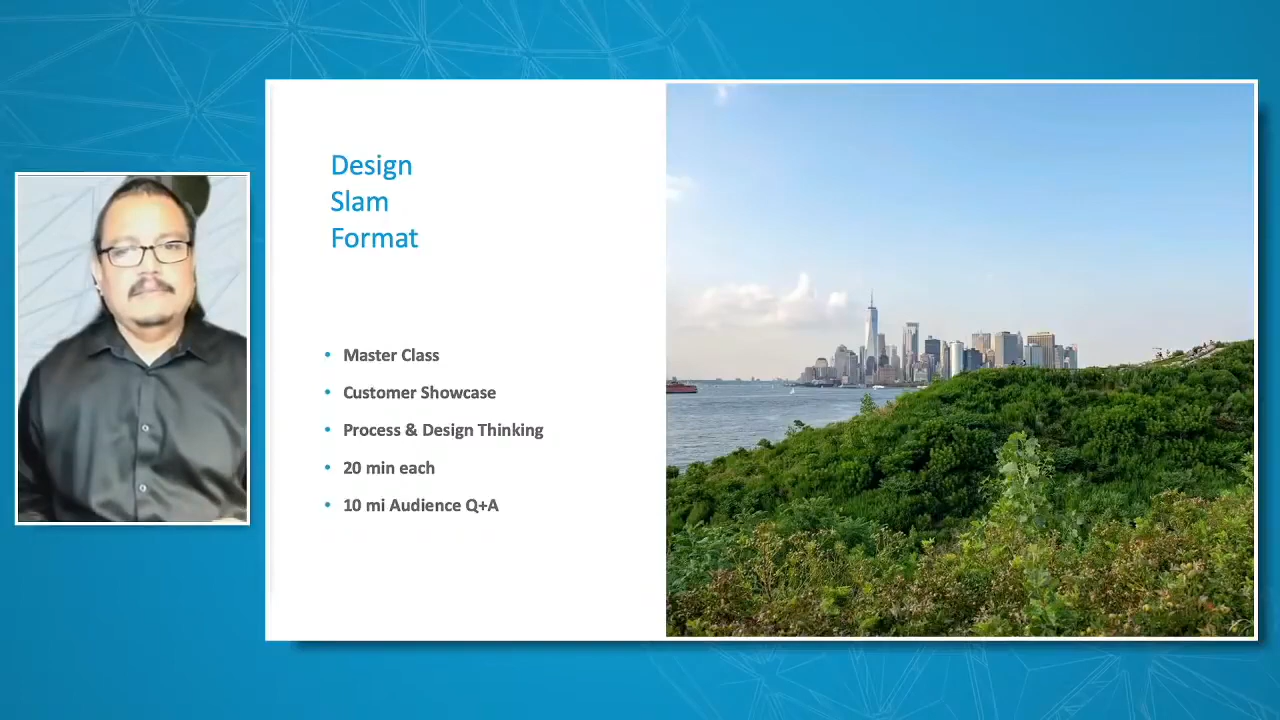 Design
Slam
Format
• Master Class
• Customer Showcase
• Process & Design Thinking
• 20 min each
• 10 mi Audience Q+A